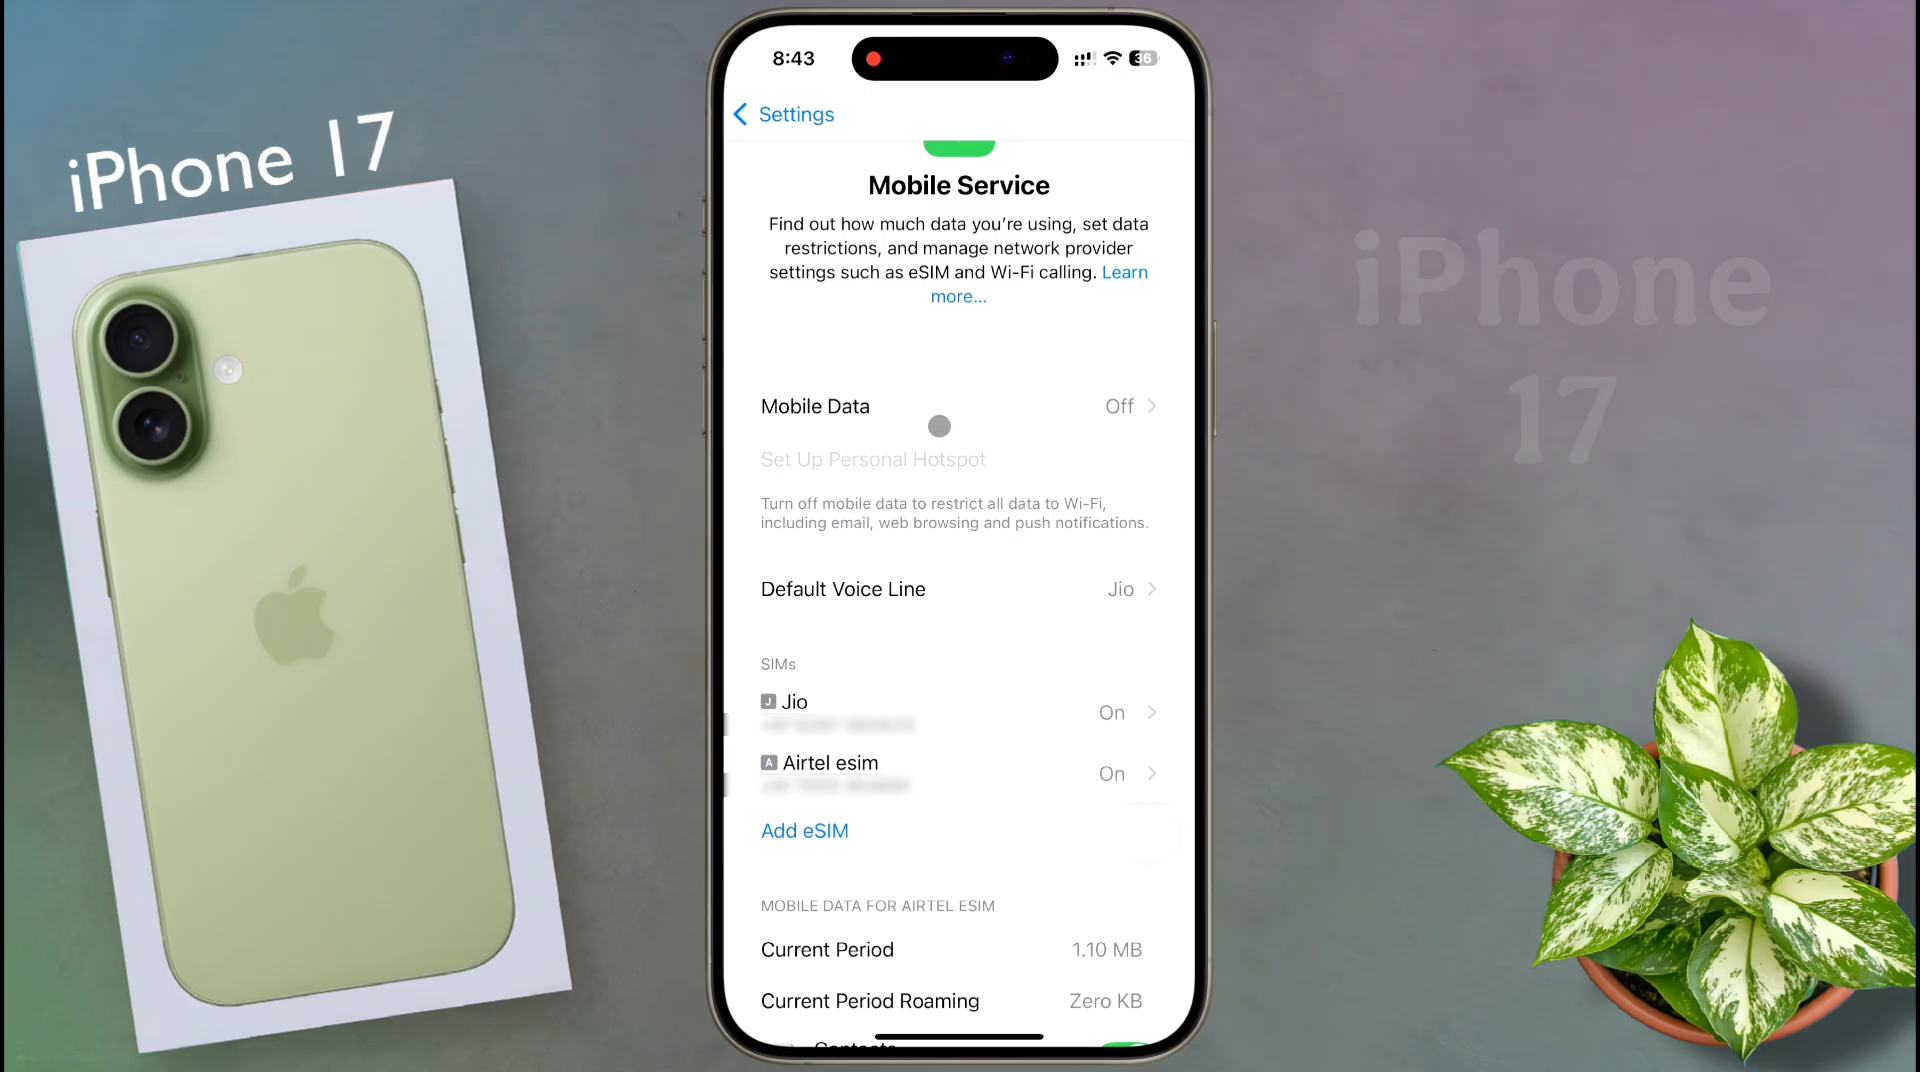 iPhone 17
iPhone
17
8:43
36
Settings
Mobile Service
Find out how much data you’re using, set data
restrictions, and manage network provider
settings such as eSIM and Wi-Fi calling. Learn
more...
Mobile Data Off
Set Up Personal Hotspot
Turn off mobile data to restrict all data to Wi-Fi,
including email, web browsing and push notifications.
Default Voice Line Jio
SIMs
J Jio On
A Airtel esim On
Add eSIM
MOBILE DATA FOR AIRTEL ESIM
Current Period 1.10 MB
Current Period Roaming Zero KB
Contacts